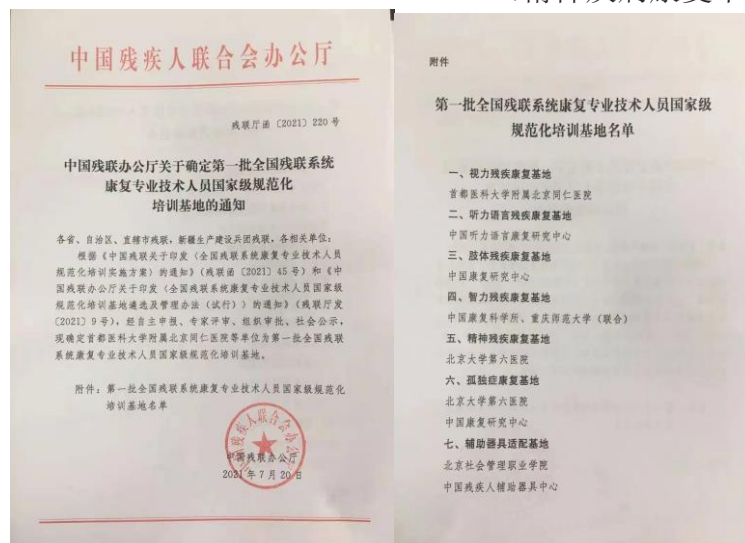 中国残疾人联合会办公厅
残联厅函〔2021〕220号
中国残联办公厅关于确定第一批全国残联系统
康复专业技术人员国家级规范化
培训基地的通知
各省、自治区、直辖市残联，新疆生产建设兵团残联，各相关单位：
根据《中国残联关于印发〈全国残联系统康复专业技术人员
规范化培训实施方案〉的通知》（残联函〔2021〕45号）和《中
国残联办公厅关于印发〈全国残联系统康复专业技术人员国家级
规范化培训基地遴选及管理办法（试行）〉的通知》（残联厅发
〔2021〕9号），经自主申报、专家评审、组织审批、社会公示，
现确定首都医科大学附属北京同仁医院等单位为第一批全国残联
系统康复专业技术人员国家级规范化培训基地。
附件：第一批全国残联系统康复专业技术人员国家级规范化
培训基地名单
中国残联办公厅
2021年7月20日
附件
第一批全国残联系统康复专业技术人员国家级
规范化培训基地名单
一、视力残疾康复基地
首都医科大学附属北京同仁医院
二、听力语言残疾康复基地
中国听力语言康复研究中心
三、肢体残疾康复基地
中国康复研究中心
四、智力残疾康复基地
中国康复科学所、重庆师范大学（联合）
五、精神残疾康复基地
北京大学第六医院
六、孤独症康复基地
北京大学第六医院
中国康复研究中心
七、辅助器具适配基地
北京社会管理职业学院
中国残疾人辅助器具中心